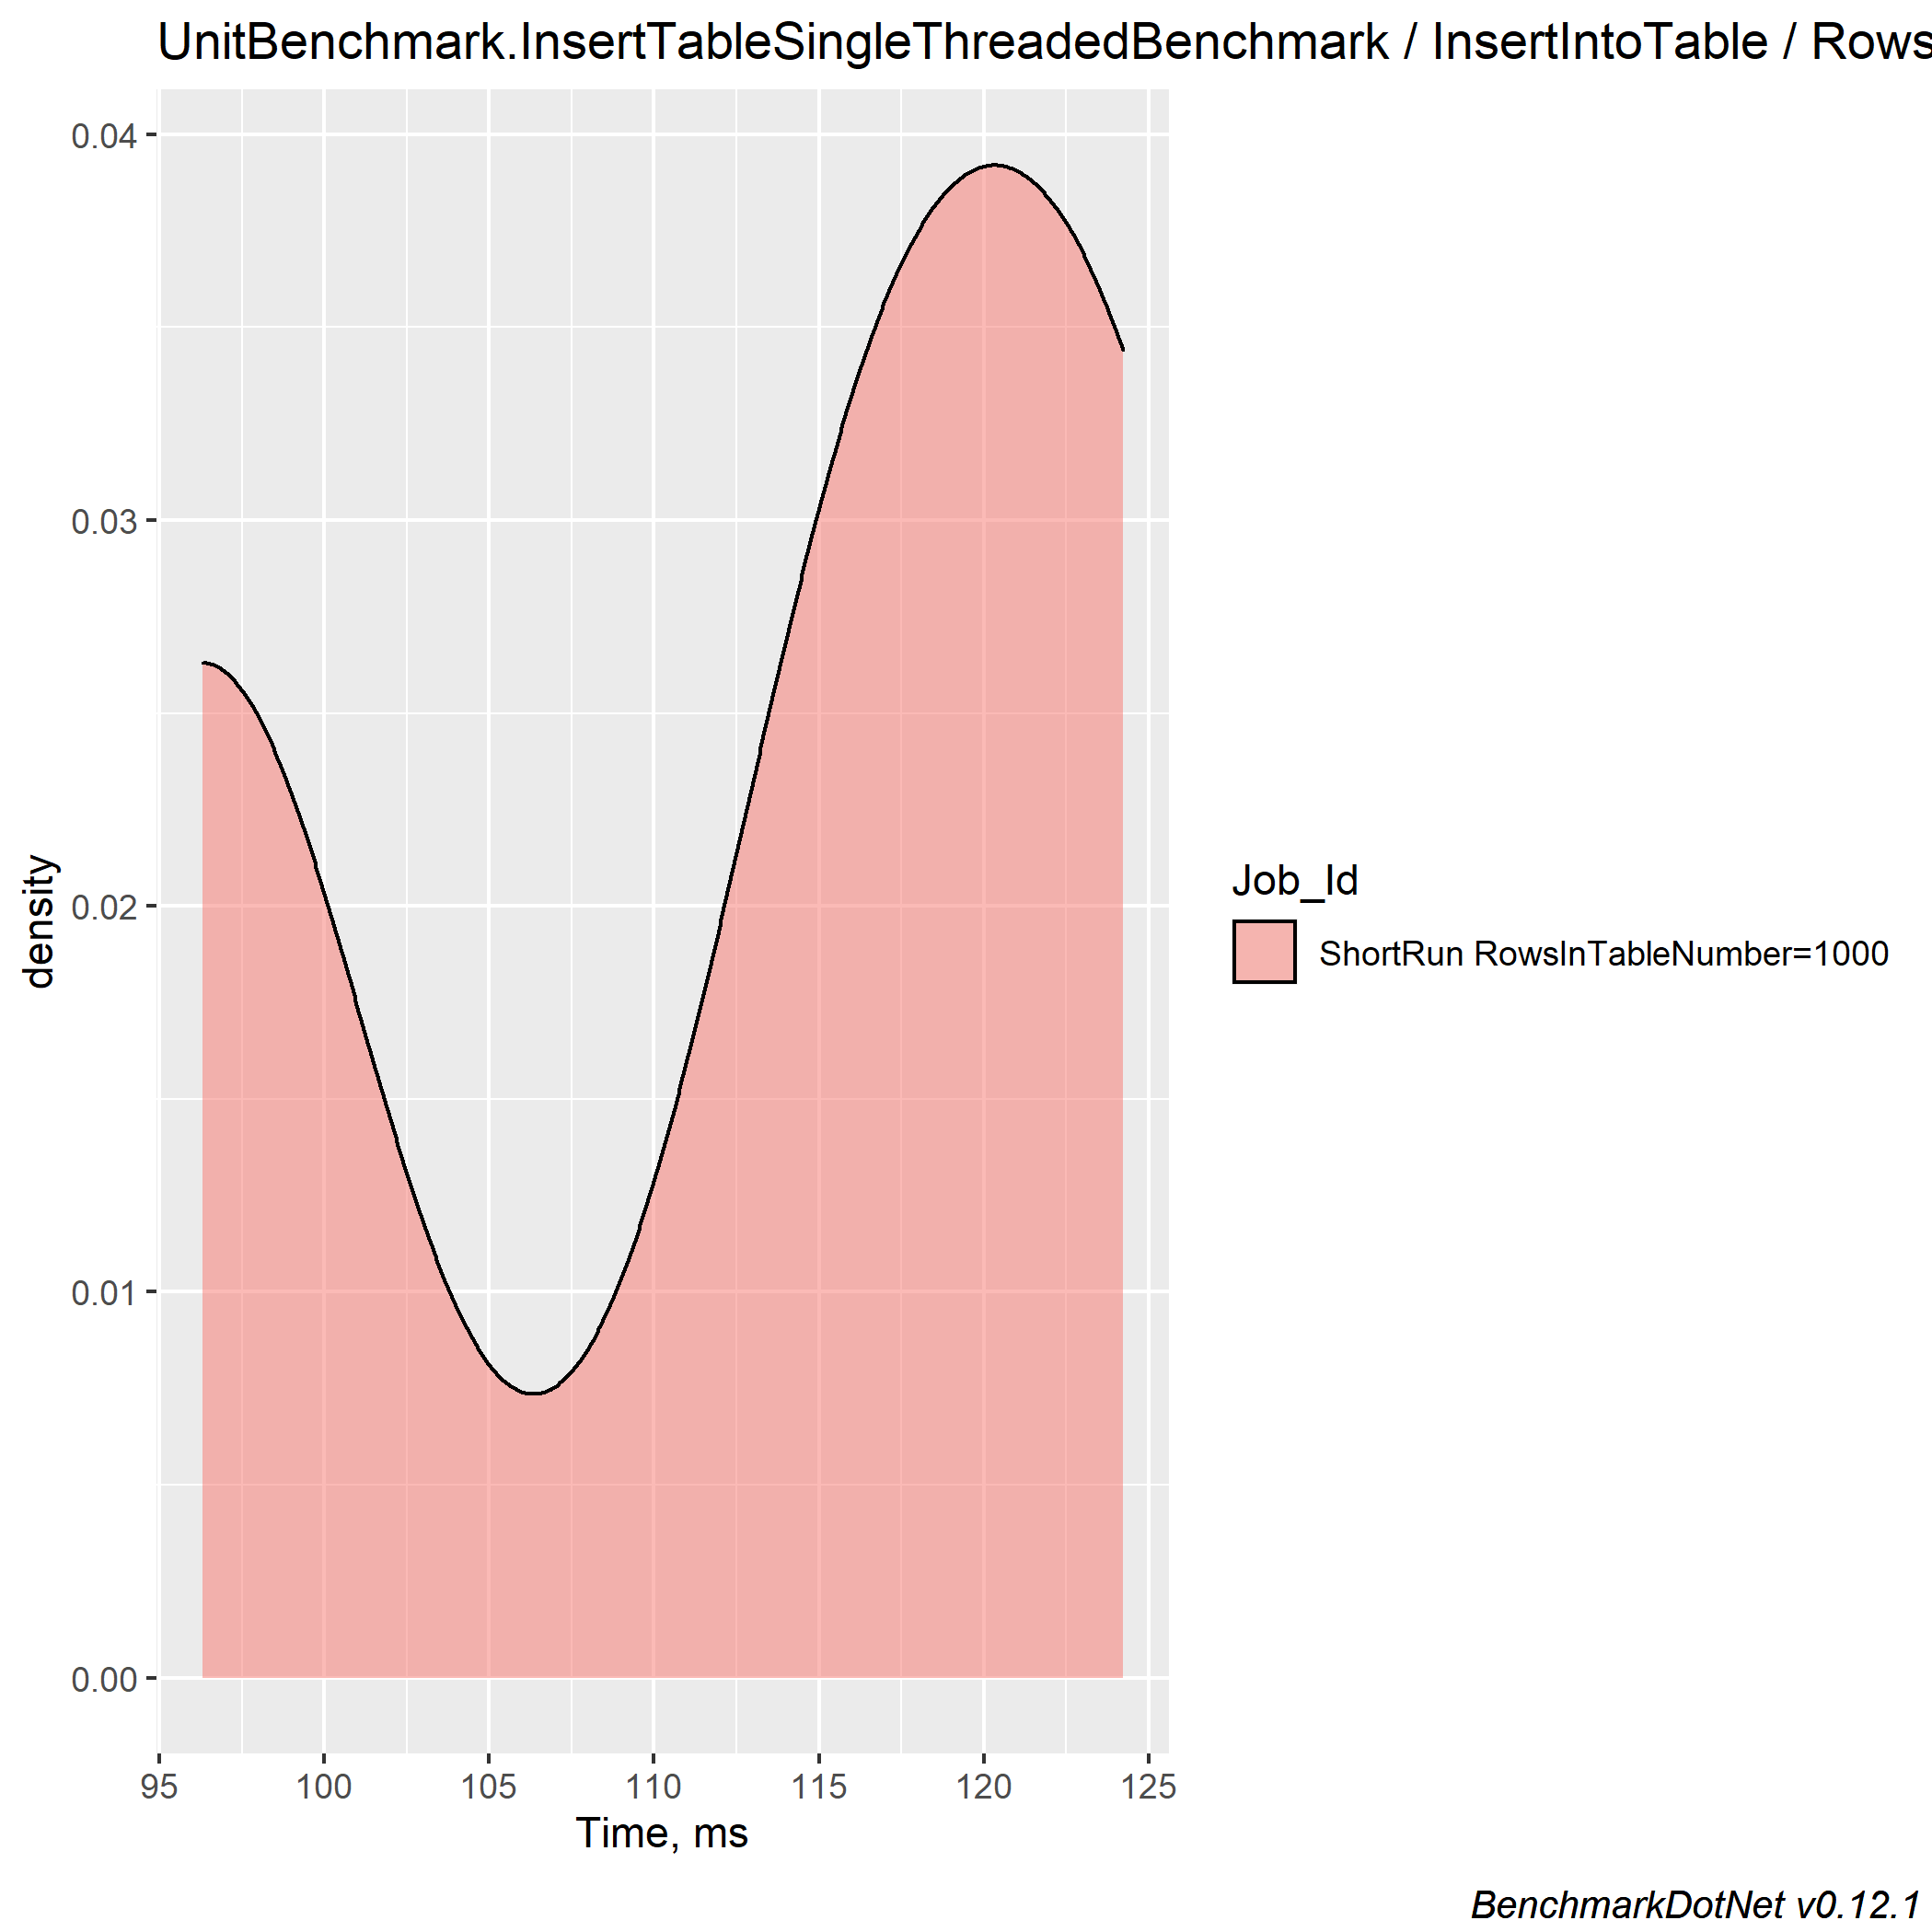 UnitBenchmark.InsertTableSingleThreadedBenchmark / InsertIntoTable / Rows
0.04
0.03
0.02
0.01
0.00
density
95 100 105 110 115 120 125
Time, ms
Job_Id
ShortRun RowsInTableNumber=1000
BenchmarkDotNet v0.12.1